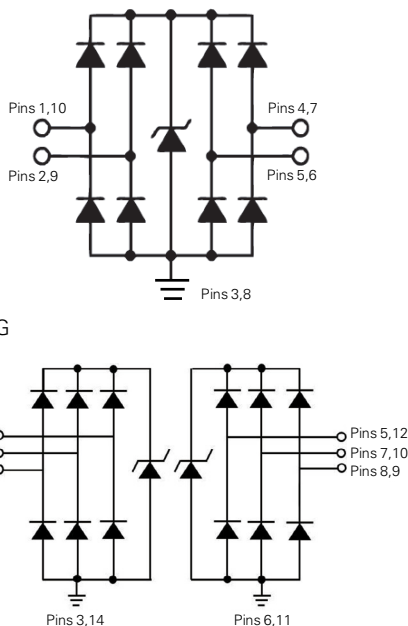 Pins 1,10
Pins 4,7
Pins 2,9
Pins 5,6
Pins 3,8
G
Pins 5,12
Pins 7,10
Pins 8,9
Pins 3,14
Pins 6,11